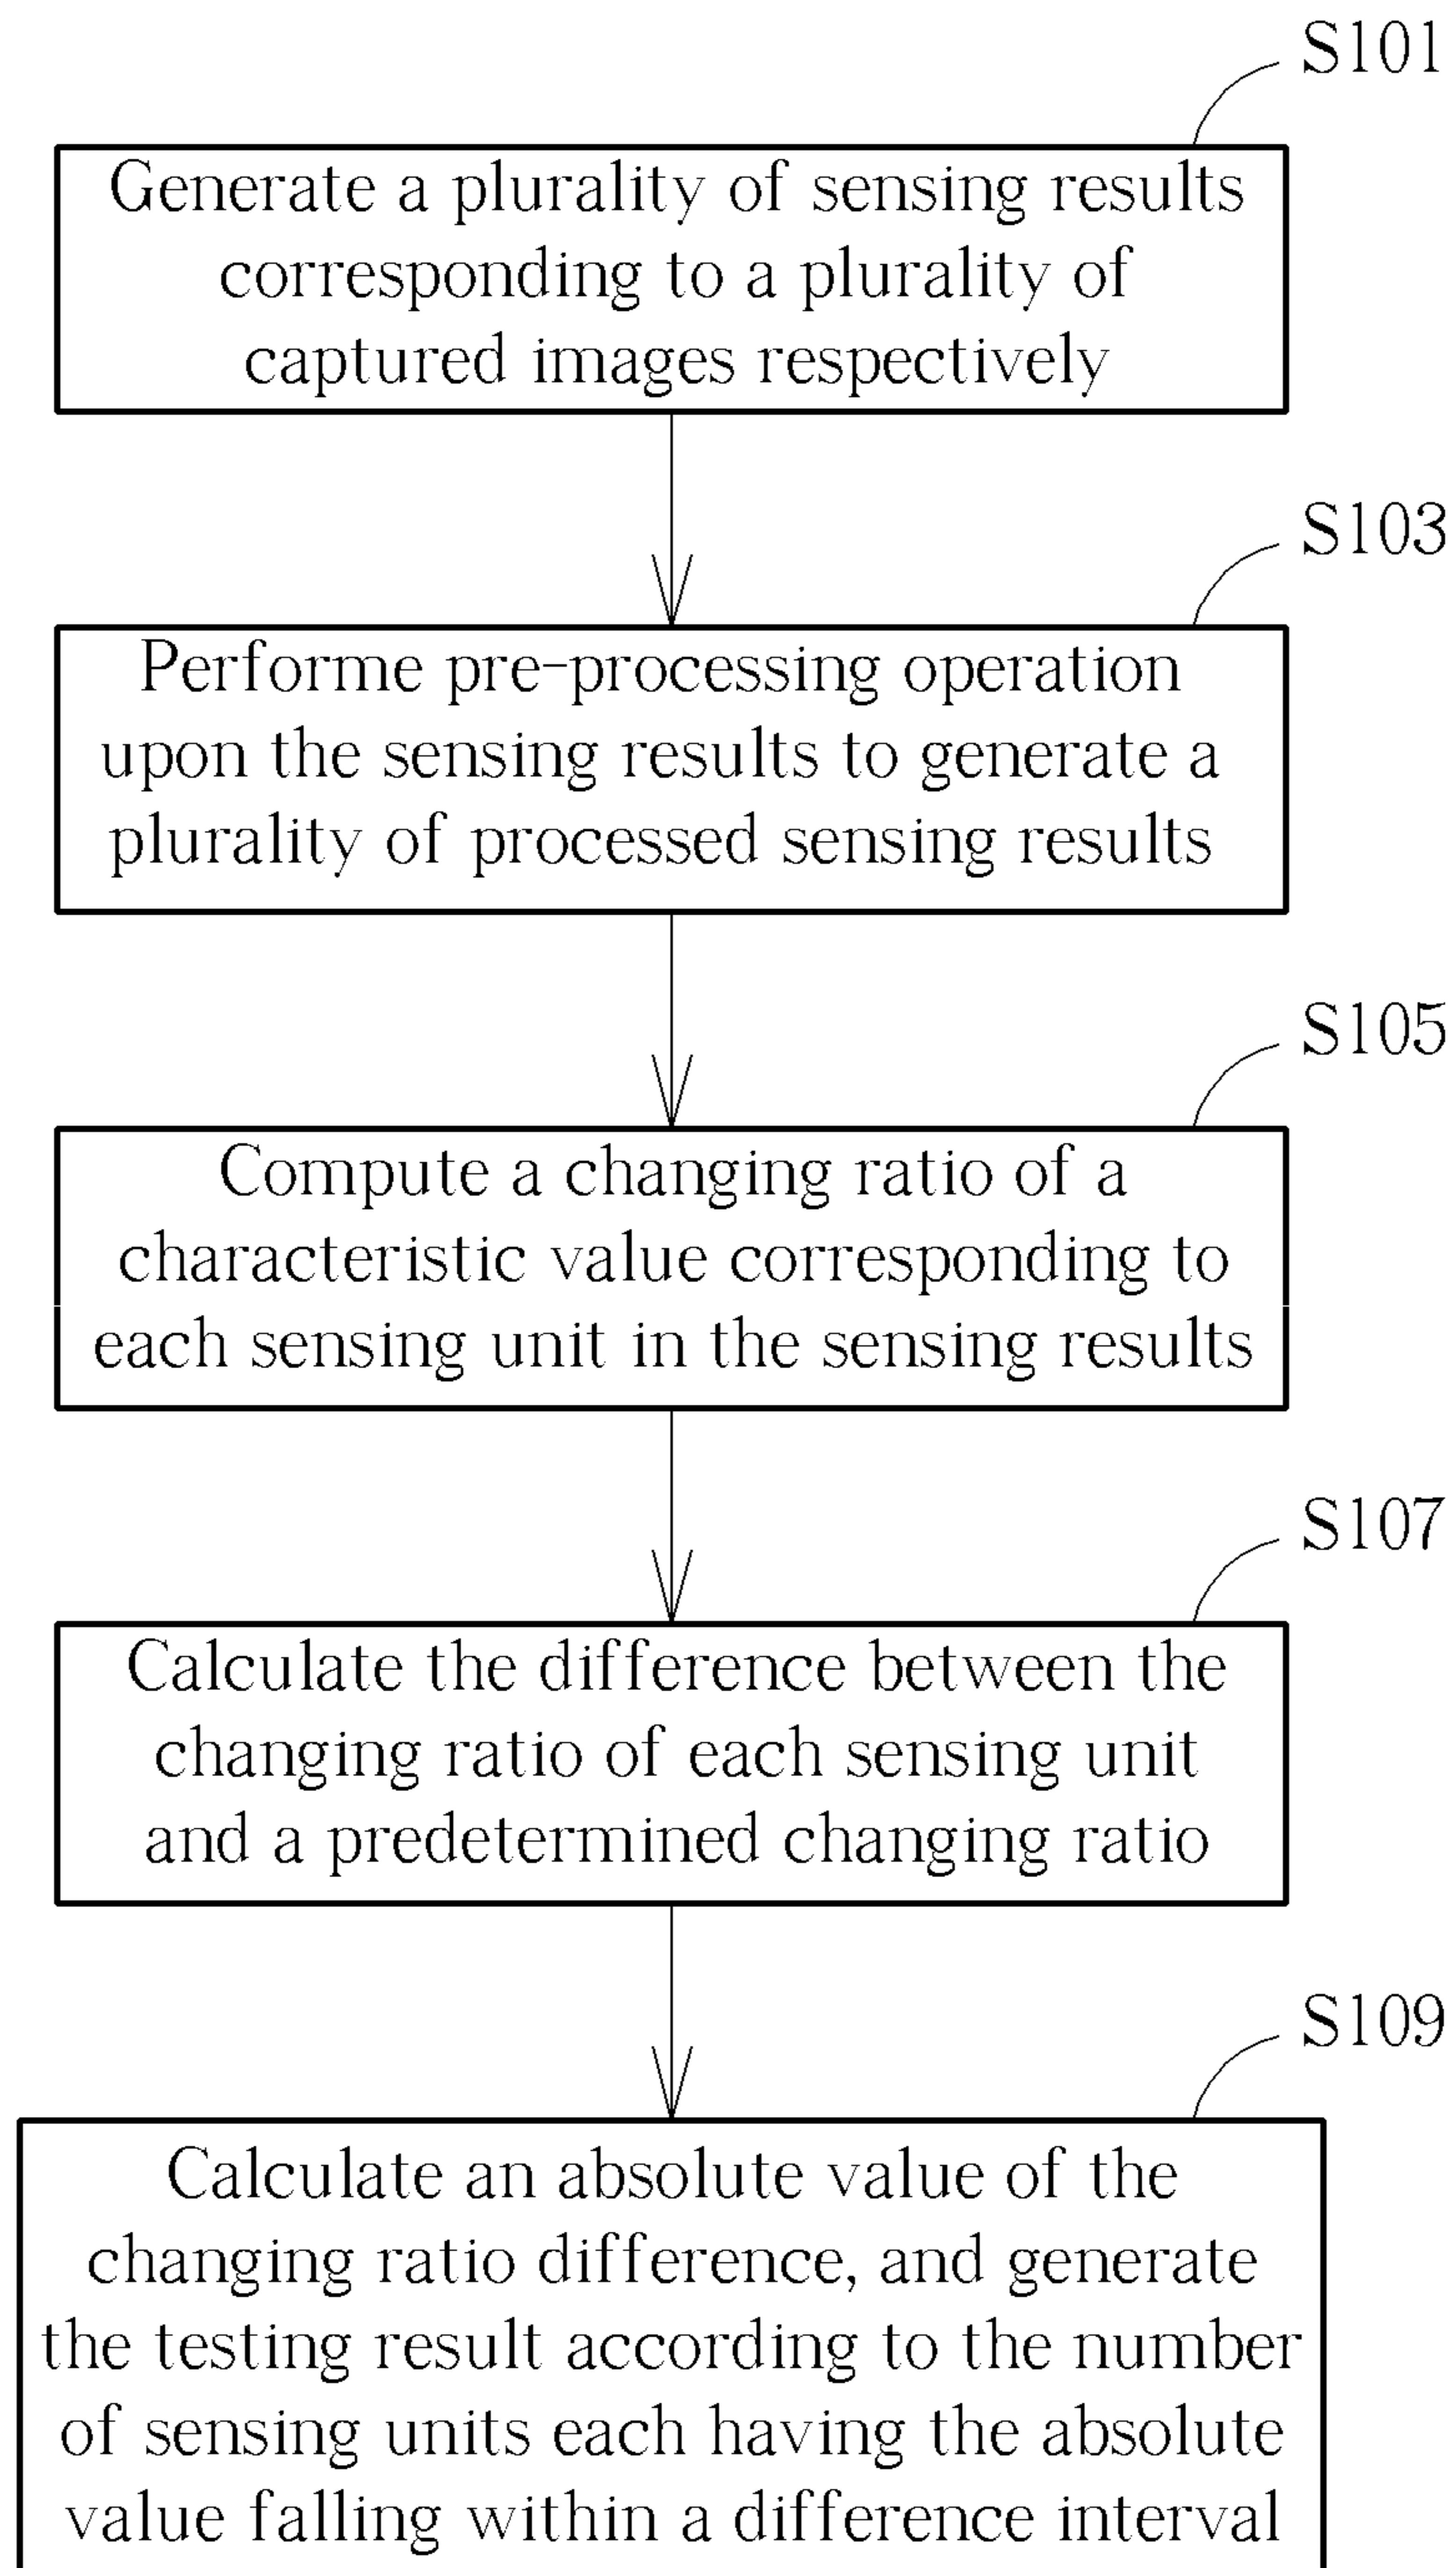 S101
Generate a plurality of sensing results
corresponding to a plurality of
captured images respectively
S103
Performe pre-processing operation
upon the sensing results to generate a
plurality of processed sensing results
S105
Compute a changing ratio of a
characteristic value corresponding to
each sensing unit in the sensing results
S107
Calculate the difference between the
changing ratio of each sensing unit
and a predetermined changing ratio
S109
Calculate an absolute value of the
changing ratio difference, and generate
the testing result according to the number
of sensing units each having the absolute
value falling within a difference interval